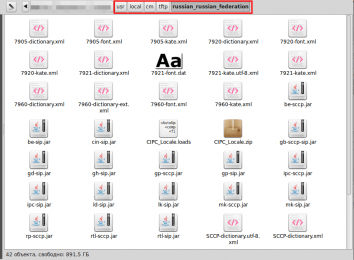 usr local cm tftp russian_russian_federation
7905-dictionary.xml 7905-font.xml 7905-kate.xml 7920-dictionary.xml 7920-font.xml
Aa
7920-kate.xml 7921-dictionary.xml 7921-font.dat 7921-kate.utf-8.xml 7921-kate.xml
7960-dictionary.xml 7960-dictionary-ext.xml 7960-font.xml 7960-kate.xml be-sccp.jar
be-sip.jar cin-sip.jar CIPC_Locale.loads CIPC_Locale.zip gb-sccp-sip.jar
gd-sip.jar gh-sip.jar gp-sccp.jar gp-sip.jar ipc-sccp.jar
ipc-sip.jar ld-sip.jar lk-sip.jar mk-sccp.jar mk-sip.jar
rp-sccp.jar rtl-sccp.jar rtl-sip.jar SCCP-dictionary.utf-8.xml SCCP-dictionary.xml
42 объекта, свободно: 891,5 ГБ